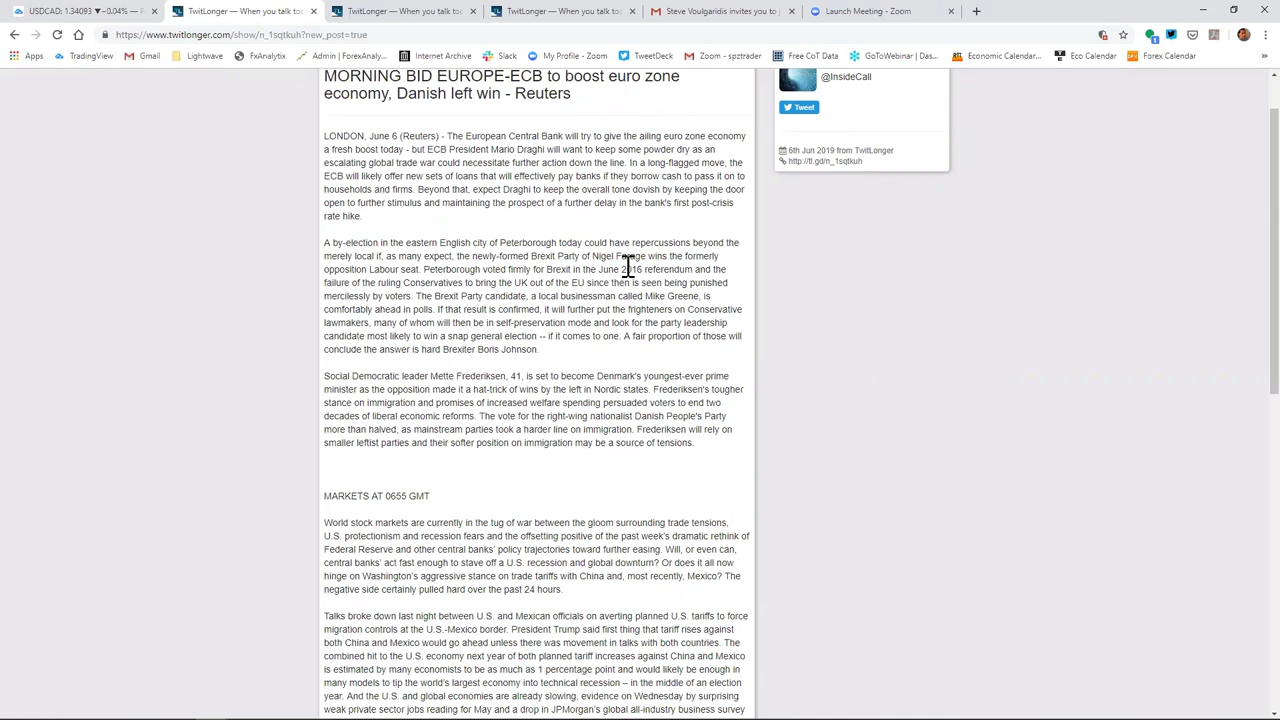 USDCAD: 1.34093 ▼−0.04% — F
TwitLonger — When you talk to
TwitLonger — When you talk to
TwitLonger — When you talk to
Steve Voulgaridis invites you to j
Launch Meeting - Zoom
https://www.twitlonger.com/show/n_1sqtkuh?new_post=true
Apps
TradingView
Gmail
Lightwave
FxAnalytix
Admin | ForexAnaly...
Internet Archive
Slack
My Profile - Zoom
TweetDeck
Zoom – spztrader
Free CoT Data
GoToWebinar | Das...
Economic Calendar...
Eco Calendar
Forex Calendar
MORNING BID EUROPE-ECB to boost euro zone
economy, Danish left win - Reuters
LONDON, June 6 (Reuters) - The European Central Bank will try to give the ailing euro zone economy
a fresh boost today - but ECB President Mario Draghi will want to keep some powder dry as an
escalating global trade war could necessitate further action down the line. In a long-flagged move, the
ECB will likely offer new sets of loans that will effectively pay banks if they borrow cash to pass it on to
households and firms. Beyond that, expect Draghi to keep the overall tone dovish by keeping the door
open to further stimulus and maintaining the prospect of a further delay in the bank's first post-crisis
rate hike.
A by-election in the eastern English city of Peterborough today could have repercussions beyond the
merely local if, as many expect, the newly-formed Brexit Party of Nigel Farage wins the formerly
opposition Labour seat. Peterborough voted firmly for Brexit in the June 2016 referendum and the
failure of the ruling Conservatives to bring the UK out of the EU since then is seen being punished
mercilessly by voters. The Brexit Party candidate, a local businessman called Mike Greene, is
comfortably ahead in polls. If that result is confirmed, it will further put the frighteners on Conservative
lawmakers, many of whom will then be in self-preservation mode and look for the party leadership
candidate most likely to win a snap general election -- if it comes to one. A fair proportion of those will
conclude the answer is hard Brexiter Boris Johnson.
Social Democratic leader Mette Frederiksen, 41, is set to become Denmark's youngest-ever prime
minister as the opposition made it a hat-trick of wins by the left in Nordic states. Frederiksen's tougher
stance on immigration and promises of increased welfare spending persuaded voters to end two
decades of liberal economic reforms. The vote for the right-wing nationalist Danish People's Party
more than halved, as mainstream parties took a harder line on immigration. Frederiksen will rely on
smaller leftist parties and their softer position on immigration may be a source of tensions.
MARKETS AT 0655 GMT
World stock markets are currently in the tug of war between the gloom surrounding trade tensions,
U.S. protectionism and recession fears and the offsetting positive of the past week's dramatic rethink of
Federal Reserve and other central banks' policy trajectories toward further easing. Will, or even can,
central banks' act fast enough to stave off a U.S. recession and global downturn? Or does it all now
hinge on Washington's aggressive stance on trade tariffs with China and, most recently, Mexico? The
negative side certainly pulled hard over the past 24 hours.
Talks broke down last night between U.S. and Mexican officials on averting planned U.S. tariffs to force
migration controls at the U.S.-Mexico border. President Trump said first thing that tariff rises against
both China and Mexico would go ahead unless there was movement in talks with both countries. The
combined hit to the U.S. economy next year of both planned tariff increases against China and Mexico
is estimated by many economists to be as much as 1 percentage point and would likely be enough in
many models to tip the world's largest economy into technical recession – in the middle of an election
year. And the U.S. and global economies are already slowing, evidence on Wednesday by surprising
weak private sector jobs reading for May and a drop in JPMorgan's global all-industry business survey
@InsideCall
Tweet
6th Jun 2019 from TwitLonger
http://tl.gd/n_1sqtkuh